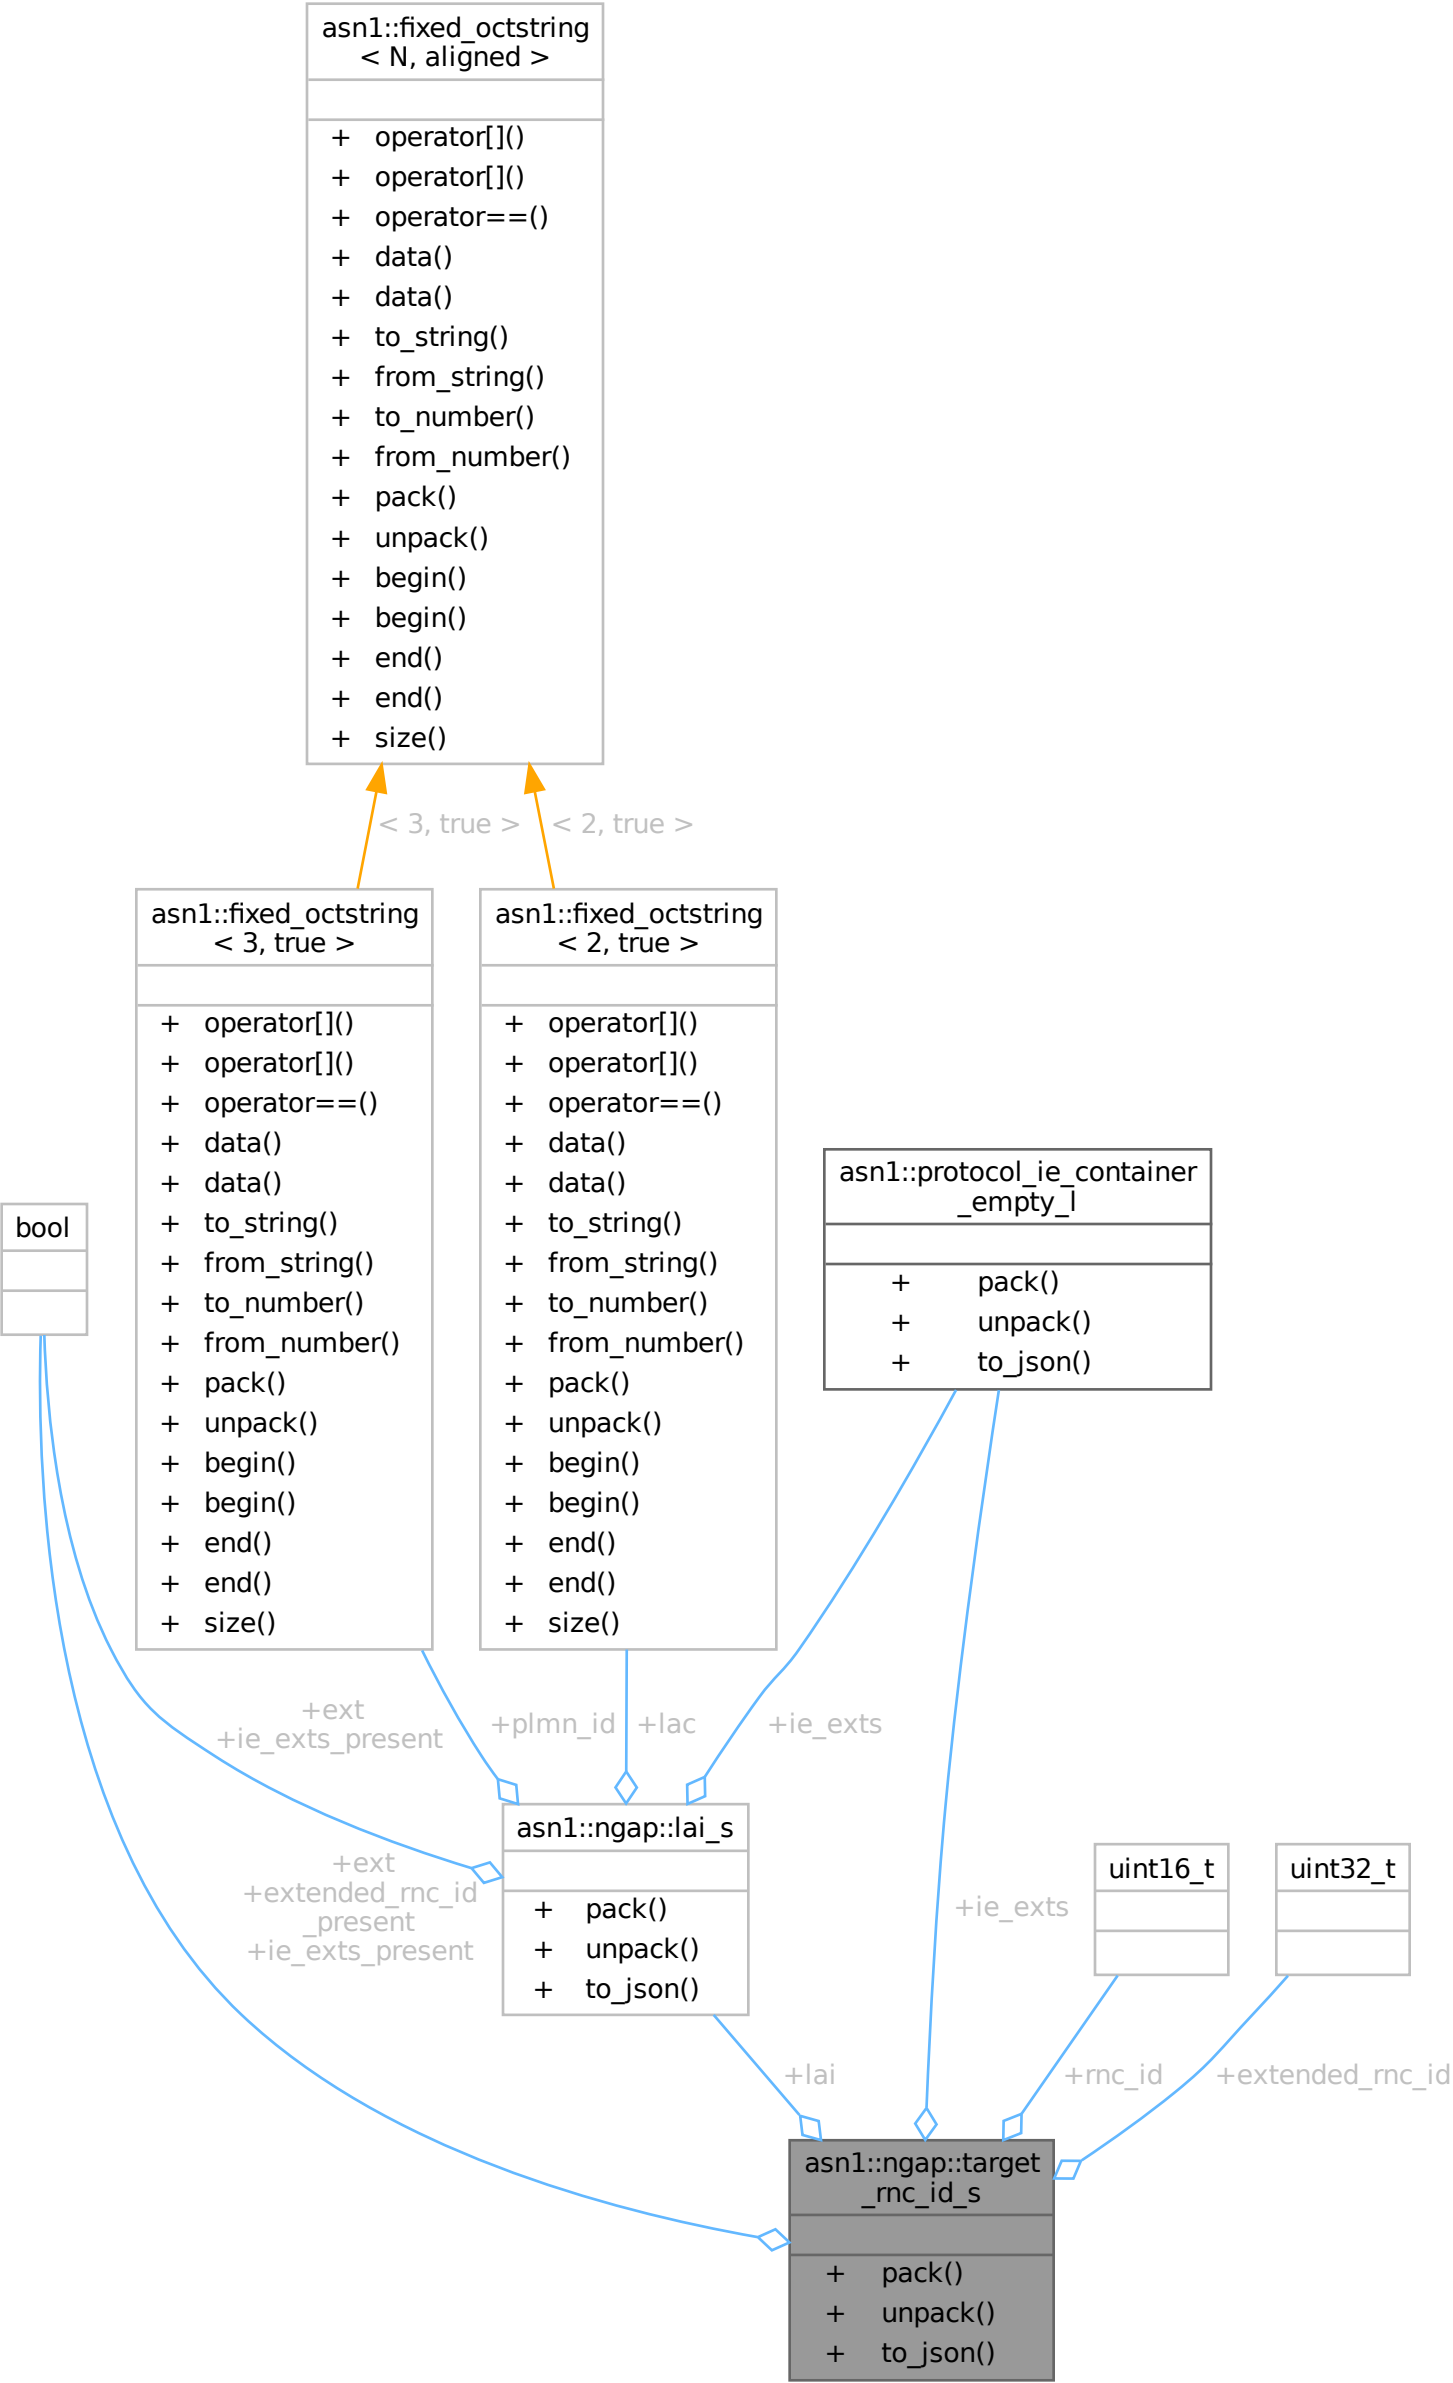 asn1::fixed_octstring
< N, aligned >
+ operator[]()
+ operator[]()
+ operator==()
+ data()
+ data()
+ to_string()
+ from_string()
+ to_number()
+ from_number()
+ pack()
+ unpack()
+ begin()
+ begin()
+ end()
+ end()
+ size()
< 3, true >
< 2, true >
asn1::fixed_octstring
< 3, true >
+ operator[]()
+ operator[]()
+ operator==()
+ data()
+ data()
+ to_string()
+ from_string()
+ to_number()
+ from_number()
+ pack()
+ unpack()
+ begin()
+ begin()
+ end()
+ end()
+ size()
asn1::fixed_octstring
< 2, true >
+ operator[]()
+ operator[]()
+ operator==()
+ data()
+ data()
+ to_string()
+ from_string()
+ to_number()
+ from_number()
+ pack()
+ unpack()
+ begin()
+ begin()
+ end()
+ end()
+ size()
asn1::protocol_ie_container
_empty_l
+ pack()
+ unpack()
+ to_json()
bool
+ext
+ie_exts_present
+plmn_id
+lac
+ie_exts
asn1::ngap::lai_s
+ pack()
+ unpack()
+ to_json()
+ext
+extended_rnc_id
_present
+ie_exts_present
+ie_exts
uint16_t
uint32_t
+lai
+rnc_id
+extended_rnc_id
asn1::ngap::target
_rnc_id_s
+ pack()
+ unpack()
+ to_json()